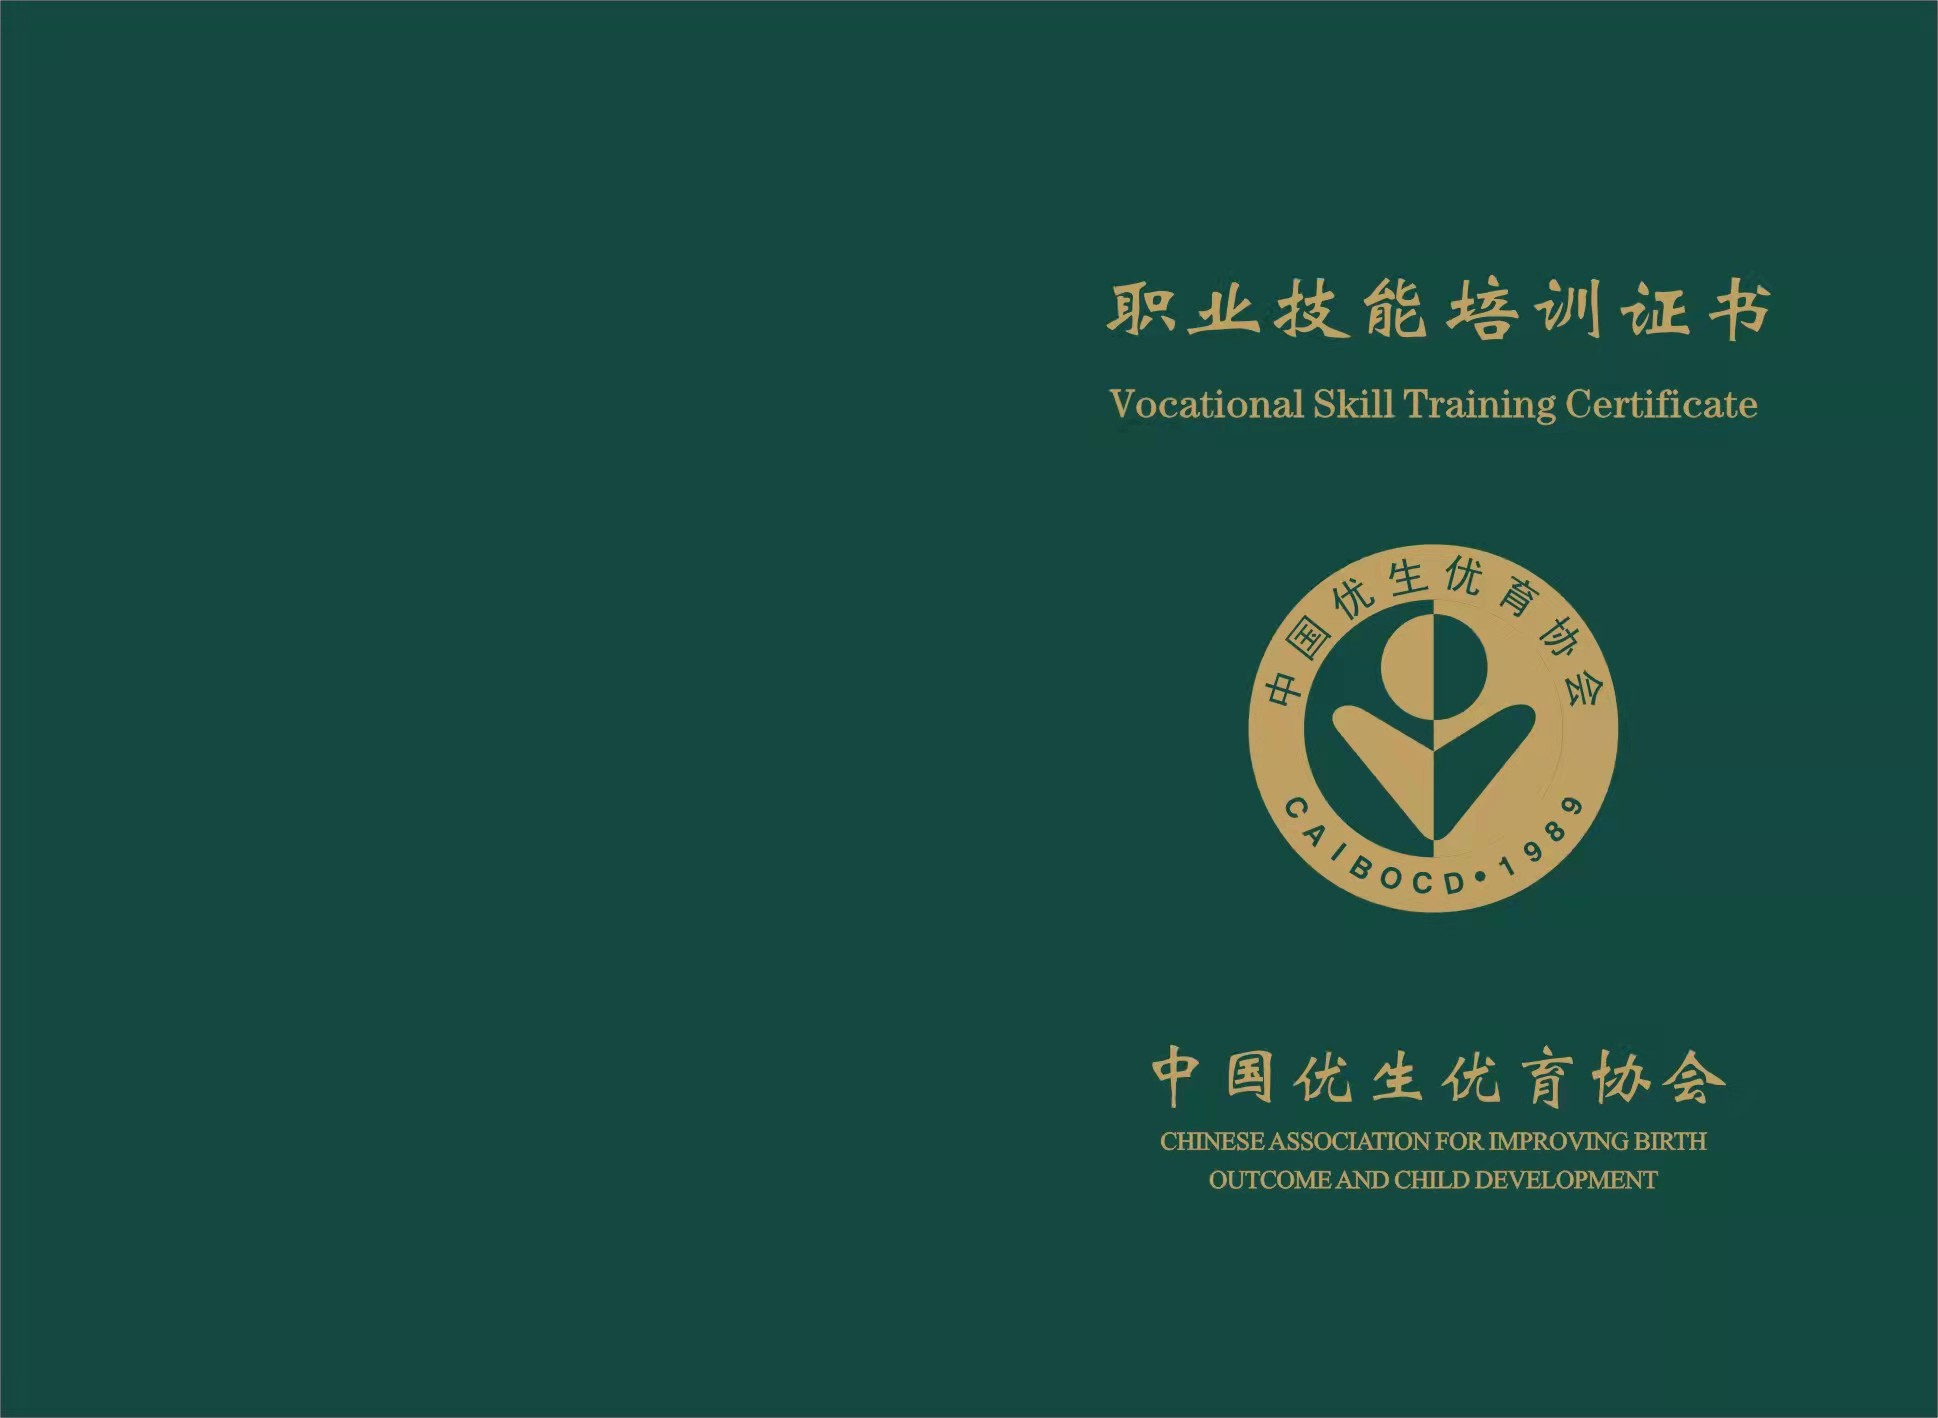 职业技能培训证书
Vocational Skill Training Certificate
中国优生优育协会
CAIBOCD•1989
中国优生优育协会
CHINESE ASSOCIATION FOR IMPROVING BIRTH
OUTCOME AND CHILD DEVELOPMENT